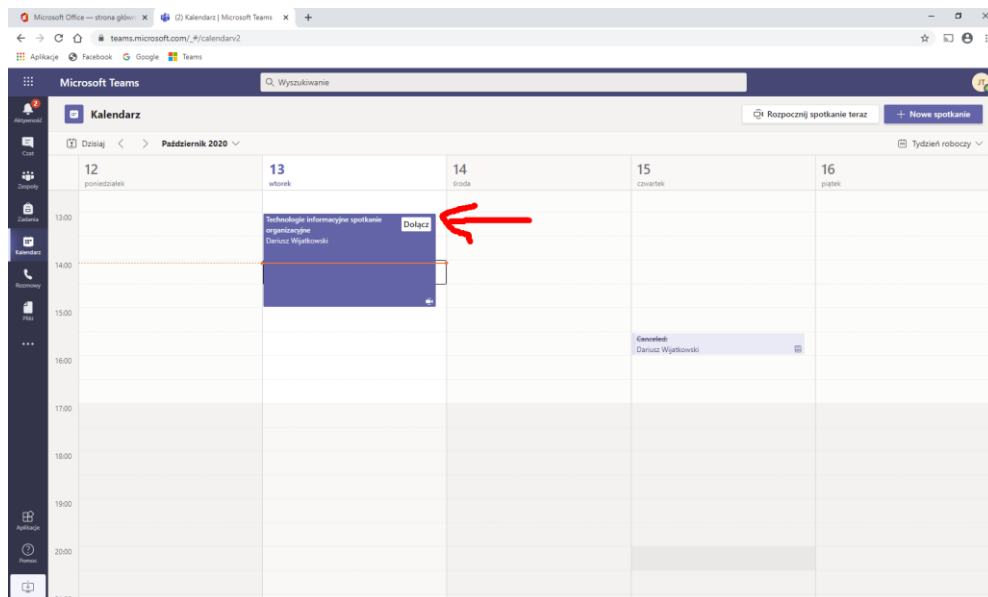 Microsoft Office — strona główn
(2) Kalendarz | Microsoft Teams
teams.microsoft.com/_#/calendarv2
Aplikacje Facebook Google Teams
Microsoft Teams
Wyszukiwanie
JT
2
Aktywność
Czat
Zespoły
Zadania
Kalendarz
Rozmowy
Pliki
Aplikacje
Pomoc
Kalendarz
Rozpocznij spotkanie teraz
+ Nowe spotkanie
Dzisiaj
Październik 2020
Tydzień roboczy
12
poniedziałek
13
wtorek
14
środa
15
czwartek
16
piątek
13:00
14:00
15:00
16:00
17:00
18:00
19:00
20:00
Technologie informacyjne spotkanie
organizacyjne
Dariusz Wijatkowski
Dołącz
Canceled:
Dariusz Wijatkowski